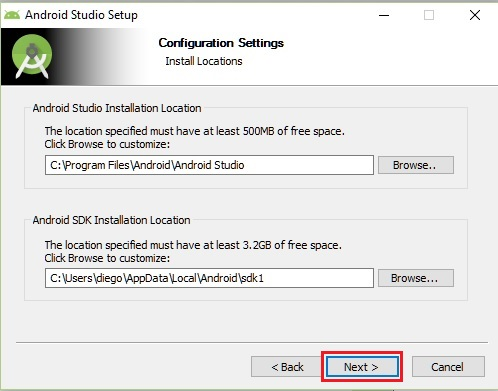 Android Studio Setup
Configuration Settings
Install Locations
Android Studio Installation Location
The location specified must have at least 500MB of free space.
Click Browse to customize:
C:\Program Files\Android\Android Studio
Browse..
Android SDK Installation Location
The location specified must have at least 3.2GB of free space.
Click Browse to customize:
C:\Users\diego\AppData\Local\Android\sdk1
Browse...
< Back
Next >
Cancel